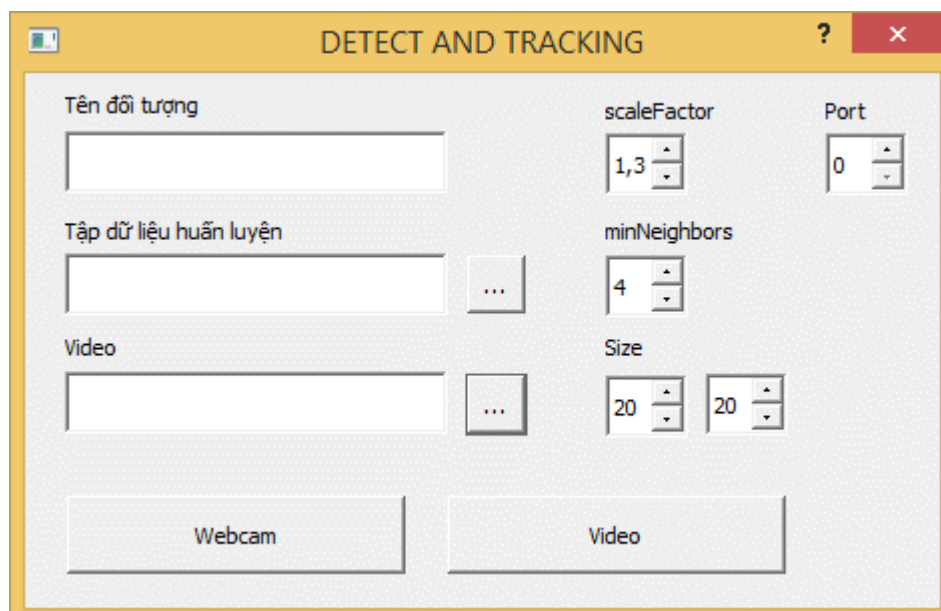 DETECT AND TRACKING ?
Tên đối tượng
scaleFactor
Port
1,3
0
Tập dữ liệu huấn luyện
minNeighbors
...
4
Video
Size
...
20
20
Webcam
Video